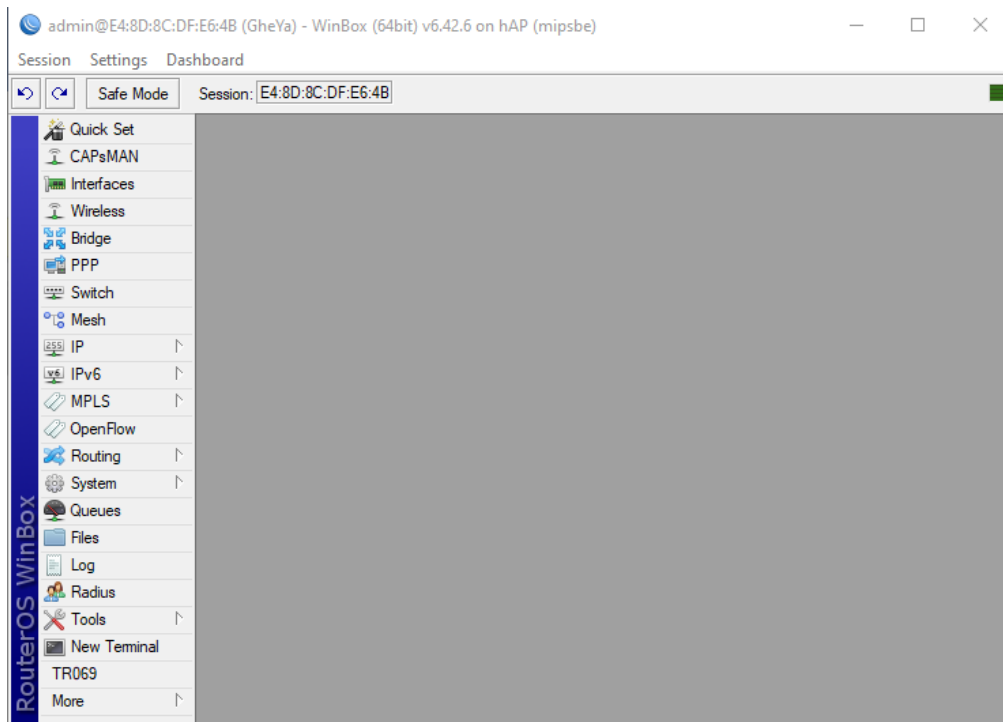 admin@E4:8D:8C:DF:E6:4B (GheYa) - WinBox (64bit) v6.42.6 on hAP (mipsbe)
Session Settings Dashboard
Safe Mode Session: E4:8D:8C:DF:E6:4B
Quick Set
CAPsMAN
Interfaces
Wireless
Bridge
PPP
Switch
Mesh
255 IP
v6 IPv6
MPLS
OpenFlow
Routing
System
Queues
Files
Log
Radius
Tools
New Terminal
TR069
More
RouterOS WinBox